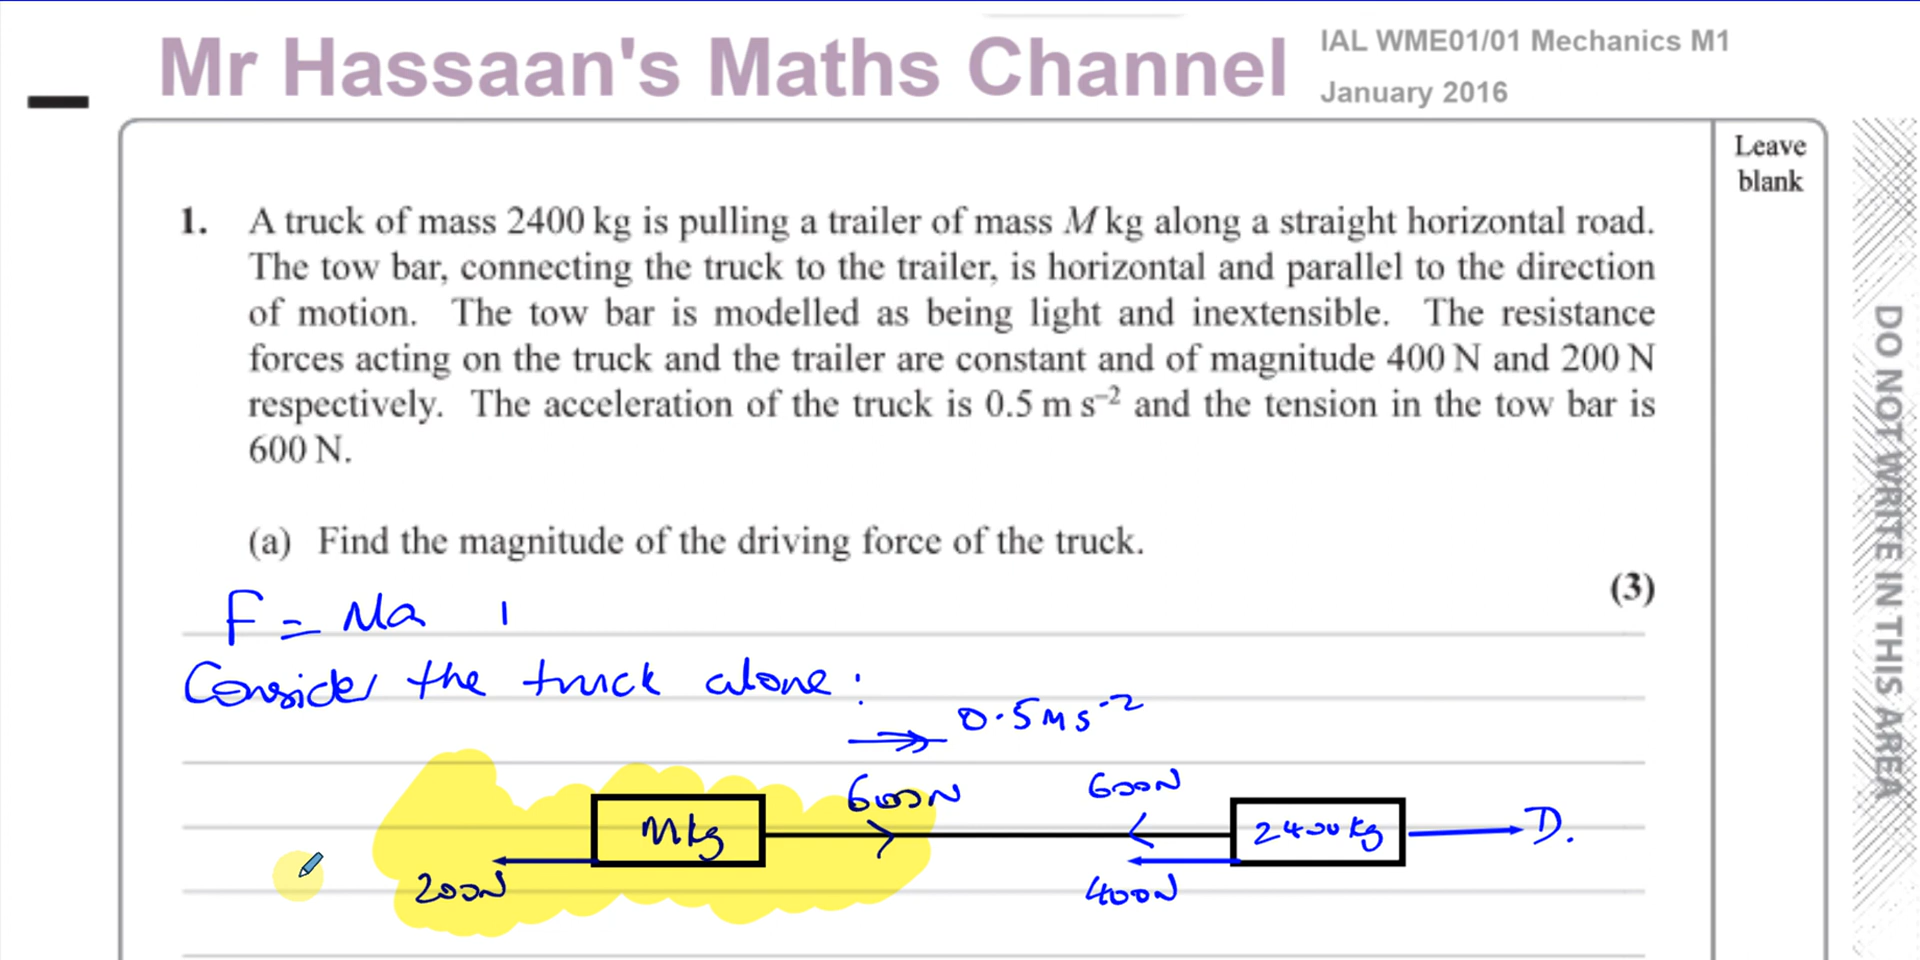 Mr Hassaan's Maths Channel
IAL WME01/01 Mechanics M1
January 2016
Leave
blank
1. A truck of mass 2400 kg is pulling a trailer of mass M kg along a straight horizontal road.
The tow bar, connecting the truck to the trailer, is horizontal and parallel to the direction
of motion. The tow bar is modelled as being light and inextensible. The resistance
forces acting on the truck and the trailer are constant and of magnitude 400 N and 200 N
respectively. The acceleration of the truck is 0.5 m s⁻² and the tension in the tow bar is
600 N.
(a) Find the magnitude of the driving force of the truck.
(3)
F = Ma
Consider the truck alone:
0.5 m s⁻²
600N 600N
Mkg 2400kg D.
200N 400N
DO NOT WRITE IN THIS AREA